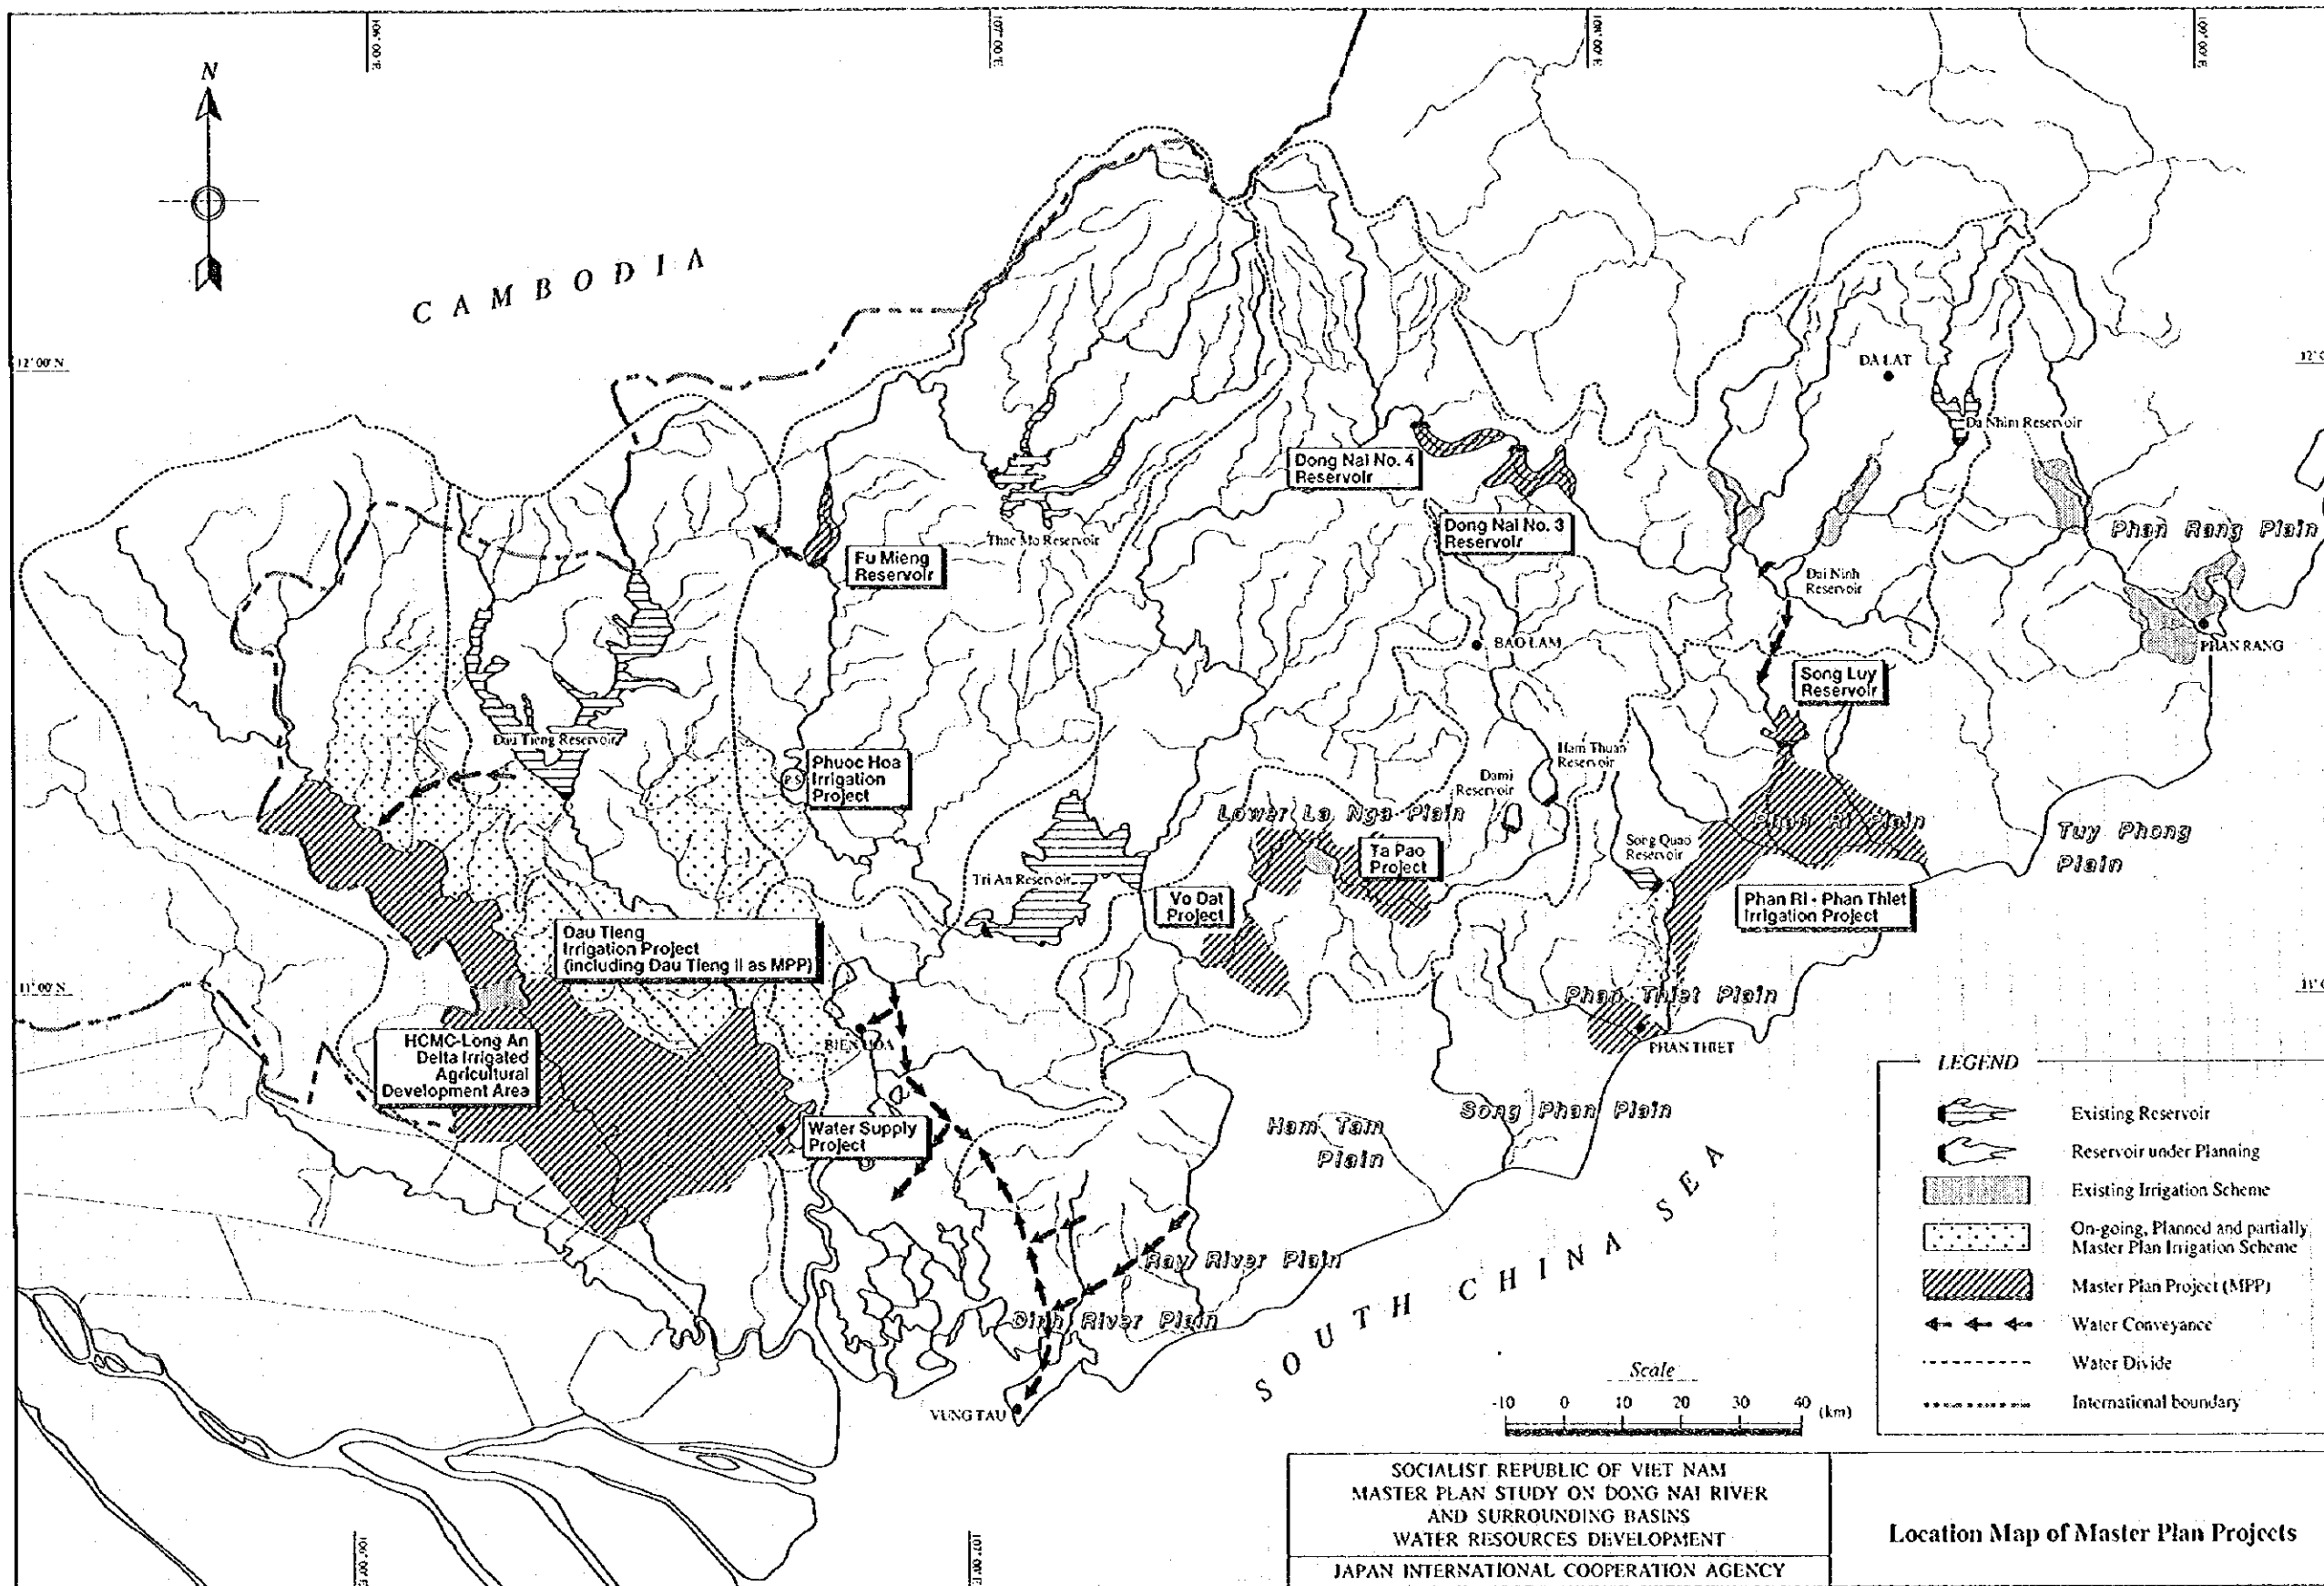 106°00'E
107°00'E
108°00'E
109°00'E
N
CAMBODIA
12°00'N
DA LAT
Da Nhim Reservoir
Dong Nai No. 4
Reservoir
Dong Nai No. 3
Reservoir
Thac Mo Reservoir
Fu Mieng
Reservoir
Phan Rang Plain
Dai Ninh
Reservoir
PHAN RANG
BAO LAM
Song Luy
Reservoir
Dau Tieng Reservoir
Phuoc Hoa
Irrigation
Project
P.S
Ham Thuan
Reservoir
Dami
Reservoir
Lower La Nga Plain
Phan Ri Plain
Tuy Phong
Plain
Ta Pao
Project
Song Quao
Reservoir
Tri An Reservoir
Vo Dat
Project
Phan Ri - Phan Thiet
Irrigation Project
Dau Tieng
Irrigation Project
(including Dau Tieng II as MPP)
11°00'N
Phan Thiet Plain
PHAN THIET
BIEN HOA
HCMC-Long An
Delta Irrigated
Agricultural
Development Area
Water Supply
Project
Ham Tam
Plain
Song Phan Plain
SOUTH CHINA SEA
Ray River Plain
Dinh River Plain
VUNG TAU
LEGEND
Existing Reservoir
Reservoir under Planning
Existing Irrigation Scheme
On-going, Planned and partially
Master Plan Irrigation Scheme
Master Plan Project (MPP)
Water Conveyance
Water Divide
International boundary
Scale
-10 0 10 20 30 40 (km)
SOCIALIST REPUBLIC OF VIET NAM
MASTER PLAN STUDY ON DONG NAI RIVER
AND SURROUNDING BASINS
WATER RESOURCES DEVELOPMENT
JAPAN INTERNATIONAL COOPERATION AGENCY
Location Map of Master Plan Projects
106°00'E
107°00'E